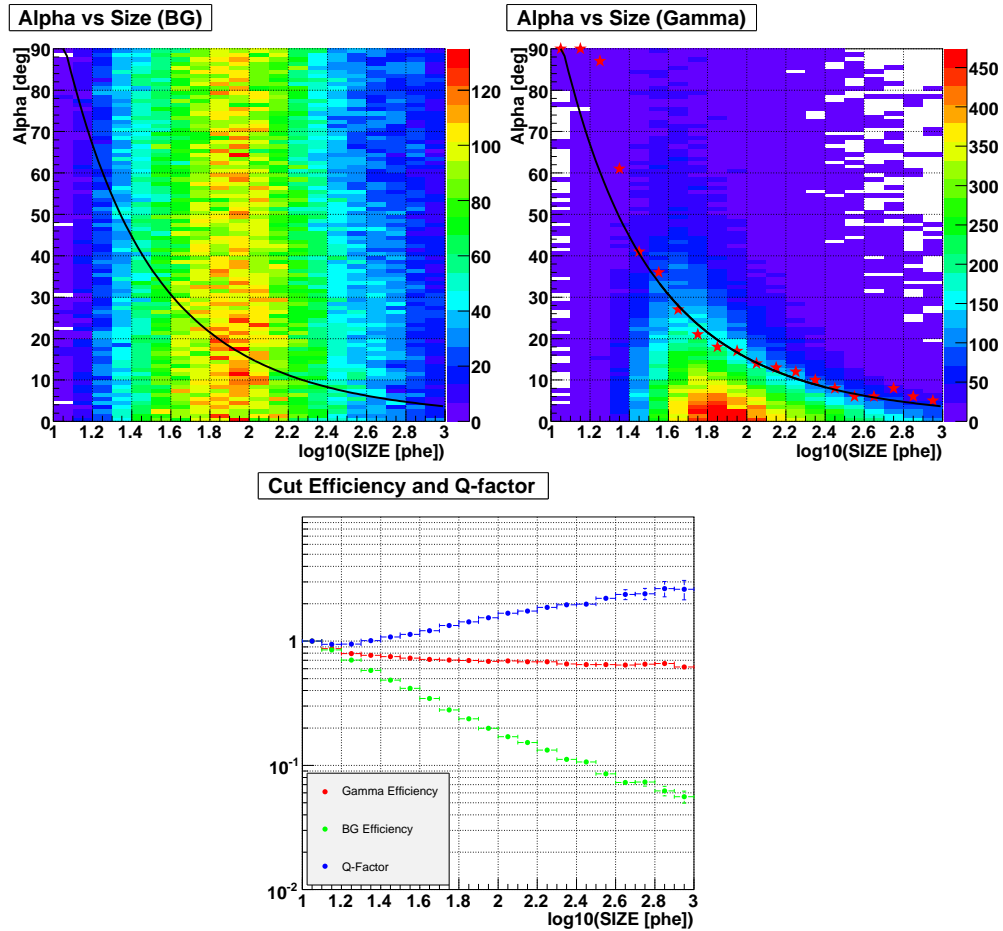 Alpha vs Size (BG)
Alpha [deg]
90
80
70
60
50
40
30
20
10
0
1 1.2 1.4 1.6 1.8 2 2.2 2.4 2.6 2.8 3
log10(SIZE [phe])
120
100
80
60
40
20
0
Alpha vs Size (Gamma)
Alpha [deg]
90
80
70
60
50
40
30
20
10
0
1 1.2 1.4 1.6 1.8 2 2.2 2.4 2.6 2.8 3
log10(SIZE [phe])
450
400
350
300
250
200
150
100
50
0
Cut Efficiency and Q-factor
1
10-1
10-2
Gamma Efficiency
BG Efficiency
Q-Factor
1 1.2 1.4 1.6 1.8 2 2.2 2.4 2.6 2.8 3
log10(SIZE [phe])